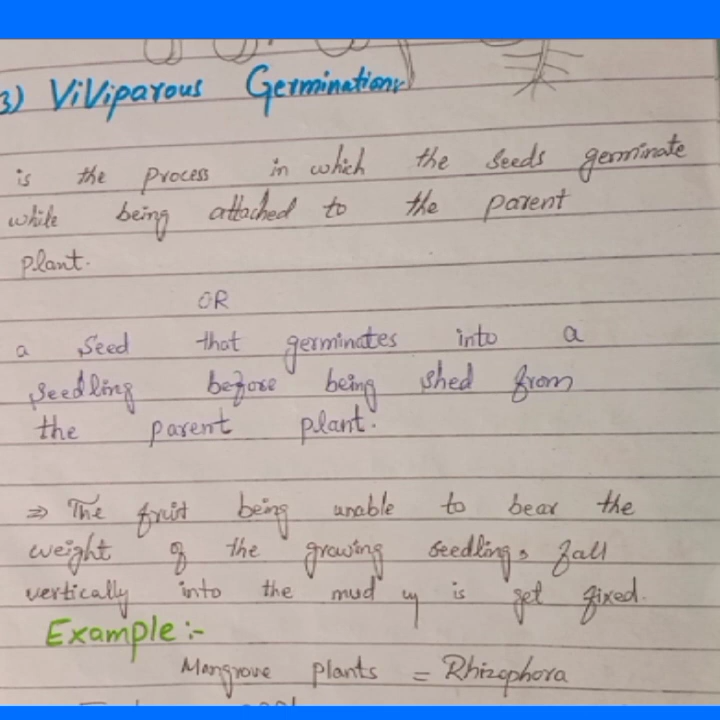 3) Viviparous Germination
is the process in which the seeds germinate
while being attached to the parent
plant.
OR
a seed that germinates into a
seedling before being shed from
the parent plant.
⇒ The fruit being unable to bear the
weight of the growing seedling, fall
vertically into the mud is get fixed.
Example:-
Mangrove plants = Rhizophora